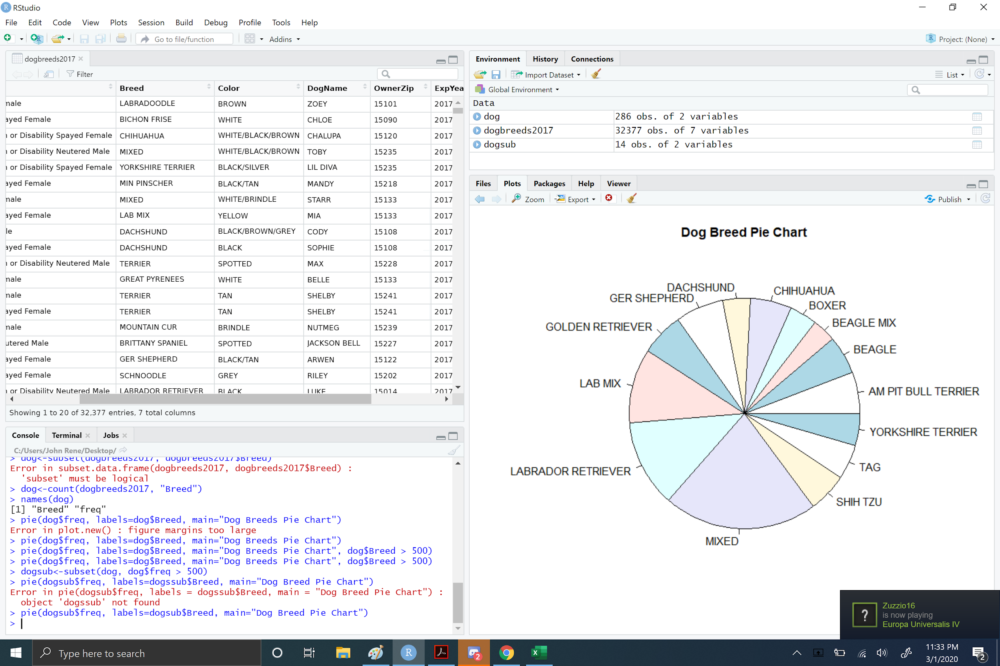 RStudio
File Edit Code View Plots Session Build Debug Profile Tools Help
Go to file/function Addins Project: (None)
dogbreeds2017
Filter
Breed Color DogName OwnerZip ExpYea
male LABRADOODLE BROWN ZOEY 15101 2017
ayed Female BICHON FRISE WHITE CHLOE 15090 2017
n or Disability Spayed Female CHIHUAHUA WHITE/BLACK/BROWN CHALUPA 15120 2017
n or Disability Neutered Male MIXED WHITE/BLACK/BROWN TOBY 15235 2017
n or Disability Spayed Female YORKSHIRE TERRIER BLACK/SILVER LIL DIVA 15235 2017
ayed Female MIN PINSCHER BLACK/TAN MANDY 15218 2017
male MIXED WHITE/BRINDLE STARR 15133 2017
ayed Female LAB MIX YELLOW MIA 15133 2017
le DACHSHUND BLACK/BROWN/GREY CODY 15108 2017
ayed Female DACHSHUND BLACK SOPHIE 15108 2017
n or Disability Neutered Male TERRIER SPOTTED MAX 15228 2017
male GREAT PYRENEES WHITE BELLE 15133 2017
male TERRIER TAN SHELBY 15241 2017
ayed Female TERRIER TAN SHELBY 15241 2017
male MOUNTAIN CUR BRINDLE NUTMEG 15239 2017
utered Male BRITTANY SPANIEL SPOTTED JACKSON BELL 15227 2017
ayed Female GER SHEPHERD BLACK/TAN ARWEN 15122 2017
ayed Female SCHNOODLE GREY RILEY 15202 2017
n or Disability Neutered Male LABRADOR RETRIEVER BLACK LUKE 15014 2017
Showing 1 to 20 of 32,377 entries, 7 total columns
Console Terminal Jobs
C:/Users/John Rene/Desktop/
> dog<-subset(dogbreeds2017, dogbreeds2017$Breed)
Error in subset.data.frame(dogbreeds2017, dogbreeds2017$Breed) :
'subset' must be logical
> dog<-count(dogbreeds2017, "Breed")
> names(dog)
[1] "Breed" "freq"
> pie(dog$freq, labels=dog$Breed, main="Dog Breeds Pie Chart")
Error in plot.new() : figure margins too large
> pie(dog$freq, labels=dog$Breed, main="Dog Breeds Pie Chart")
> pie(dog$freq, labels=dog$Breed, main="Dog Breeds Pie Chart", dog$Breed > 500)
> pie(dog$freq, labels=dog$Breed, main="Dog Breeds Pie Chart", dog$Breed > 500)
> dogsub<-subset(dog, dog$freq > 500)
> pie(dogsub$freq, labels=dogssub$Breed, main="Dog Breed Pie Chart")
Error in pie(dogsub$freq, labels = dogssub$Breed, main = "Dog Breed Pie Chart") :
object 'dogssub' not found
> pie(dogsub$freq, labels=dogsub$Breed, main="Dog Breed Pie Chart")
>
Environment History Connections
Import Dataset List
Global Environment
Data
dog 286 obs. of 2 variables
dogbreeds2017 32377 obs. of 7 variables
dogsub 14 obs. of 2 variables
Files Plots Packages Help Viewer
Zoom Export Publish
Dog Breed Pie Chart
DACHSHUND
CHIHUAHUA
GER SHEPHERD
BOXER
BEAGLE MIX
GOLDEN RETRIEVER
BEAGLE
LAB MIX
AM PIT BULL TERRIER
YORKSHIRE TERRIER
TAG
LABRADOR RETRIEVER
SHIH TZU
MIXED
?
Zuzzio16
is now playing
Europa Universalis IV
Type here to search
R
2
11:33 PM
3/1/2020
2